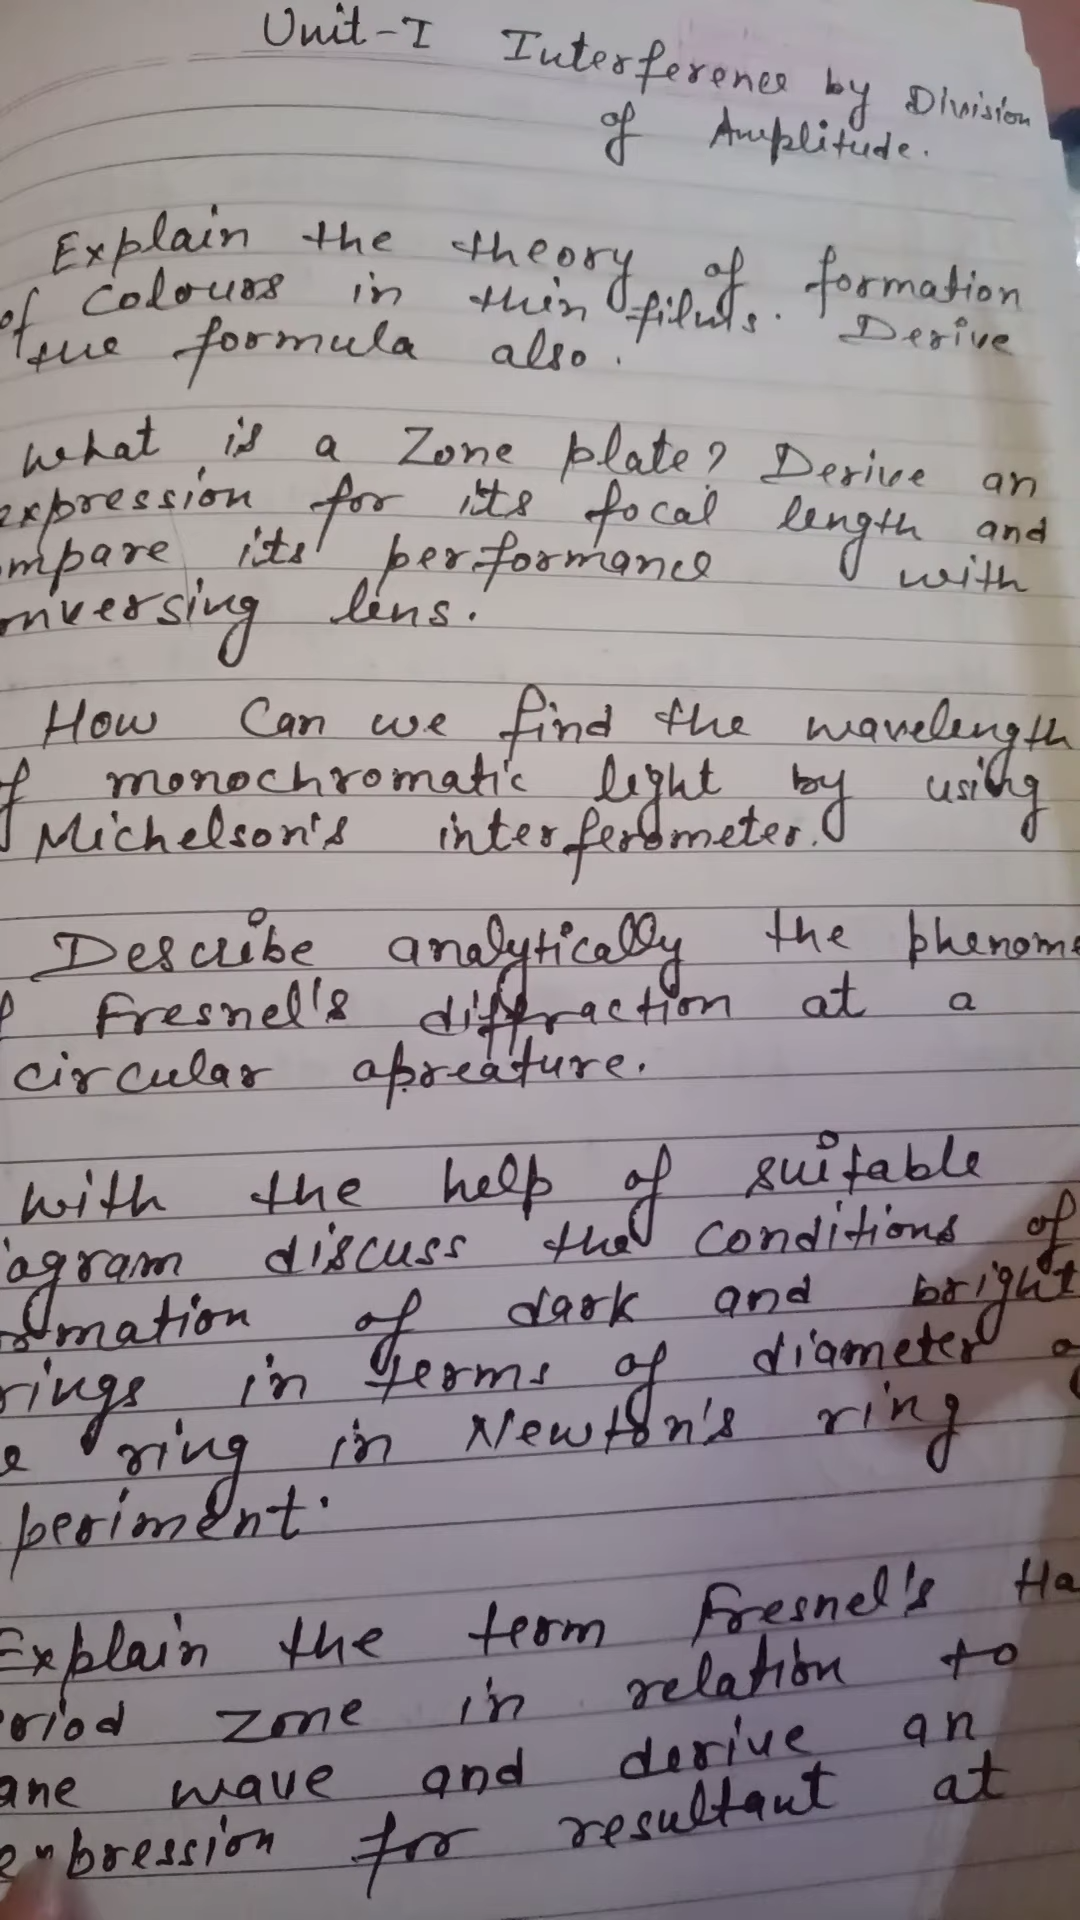 Unit-I Interference by Division
of Amplitude.
Explain the theory of formation
of colours in thin films. Derive
the formula also.
What is a Zone plate? Derive an
expression for its focal length and
mpare its performance with
nversing lens.
How Can we find the wavelength
of monochromatic light by using
Michelson's interferometer.
Describe analytically the phenome
Fresnel's diffraction at a
circular apreature.
with the help of suitable
iagram discuss the conditions of
rmation of dark and bright
rings in terms of diameter o
e ring in Newton's ring
periment.
Explain the term Fresnel's Ha
eriod zone in relation to
ane wave and derive an
expression for resultant at